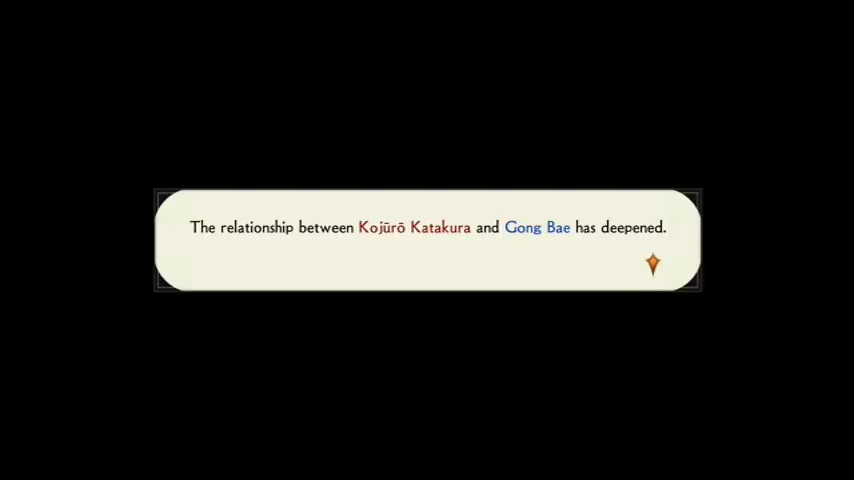 The relationship between Kojūrō Katakura and Gong Bae has deepened.